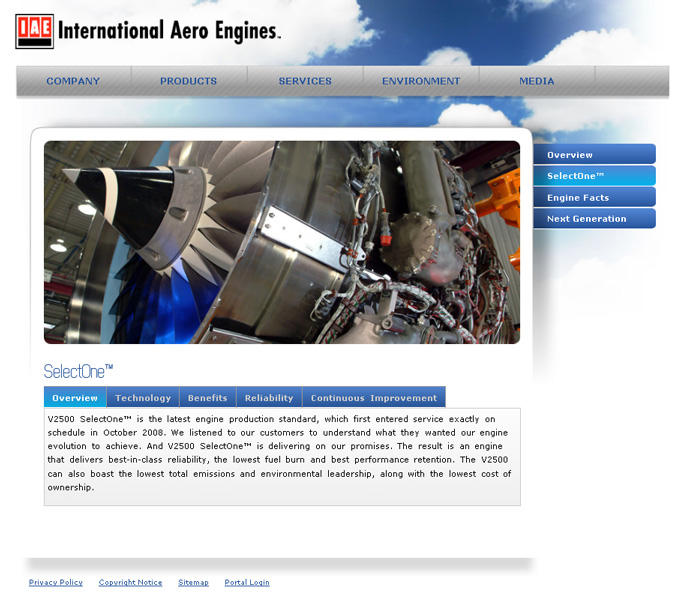 IAE International Aero Engines™
COMPANY PRODUCTS SERVICES ENVIRONMENT MEDIA
Overview
SelectOne™
Engine Facts
Next Generation
SelectOne™
Overview Technology Benefits Reliability Continuous Improvement
V2500 SelectOne™ is the latest engine production standard, which first entered service exactly on
schedule in October 2008. We listened to our customers to understand what they wanted our engine
evolution to achieve. And V2500 SelectOne™ is delivering on our promises. The result is an engine
that delivers best-in-class reliability, the lowest fuel burn and best performance retention. The V2500
can also boast the lowest total emissions and environmental leadership, along with the lowest cost of
ownership.
Privacy Policy Copyright Notice Sitemap Portal Login